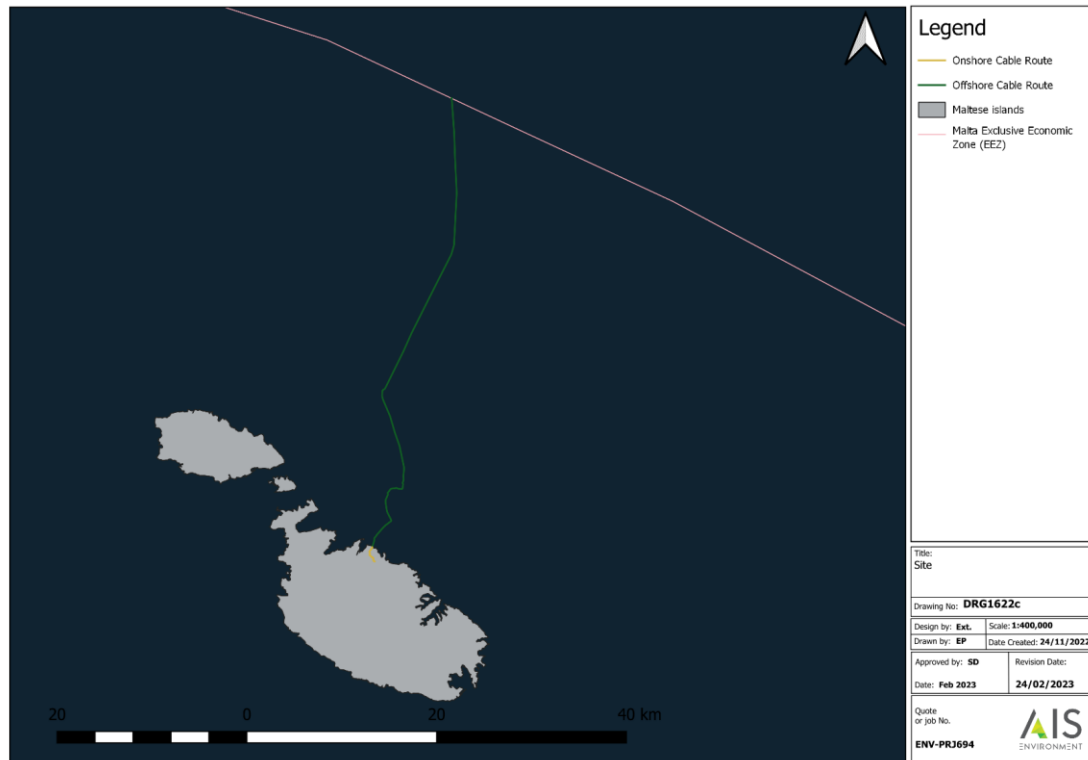 Legend
Onshore Cable Route
Offshore Cable Route
Maltese islands
Malta Exclusive Economic
Zone (EEZ)
20 0 20 40 km
Title:
Site
Drawing No: DRG1622c
Design by: Ext. Scale: 1:400,000
Drawn by: EP Date Created: 24/11/2022
Approved by: SD Revision Date:
Date: Feb 2023 24/02/2023
Quote
or job No.
ENV-PRJ694
AIS
ENVIRONMENT